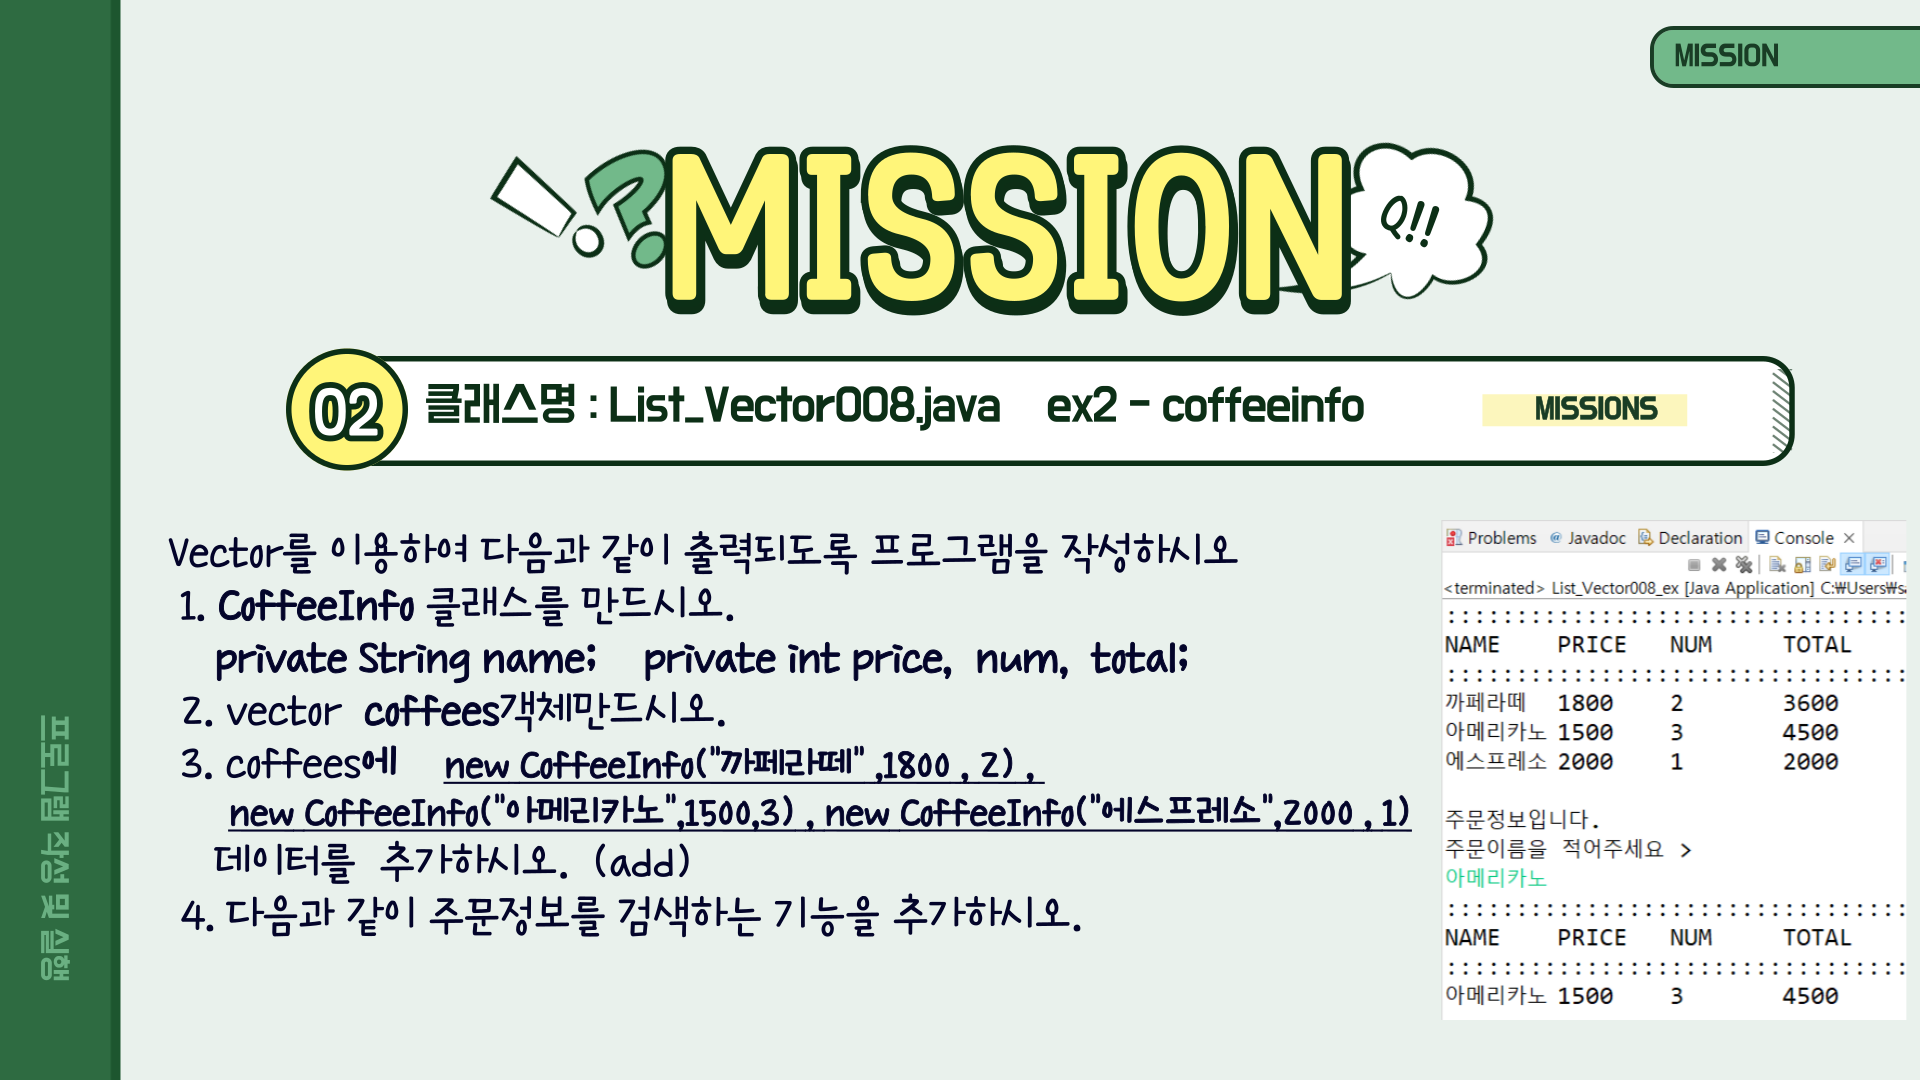 MISSION
MISSION
Q!!
02
클래스명 : List_Vector008.java ex2 - coffeeinfo
MISSIONS
Vector를 이용하여 다음과 같이 출력되도록 프로그램을 작성하시오
1. CoffeeInfo 클래스를 만드시오.
private String name; private int price, num, total;
2. vector coffees객체만드시오.
3. coffees에 new CoffeeInfo("까페라떼" ,1800 , 2) ,
new CoffeeInfo("아메리카노",1500,3) , new CoffeeInfo("에스프레소",2000 , 1)
데이터를 추가하시오. (add)
4. 다음과 같이 주문정보를 검색하는 기능을 추가하시오.
Problems @ Javadoc Declaration Console
<terminated> List_Vector008_ex [Java Application] C:₩Users₩s
:::::::::::::::::::::::::::::::::
NAME PRICE NUM TOTAL
:::::::::::::::::::::::::::::::::
까페라떼 1800 2 3600
아메리카노 1500 3 4500
에스프레소 2000 1 2000
주문정보입니다.
주문이름을 적어주세요 >
아메리카노
:::::::::::::::::::::::::::::::::
NAME PRICE NUM TOTAL
:::::::::::::::::::::::::::::::::
아메리카노 1500 3 4500
프로그램 작성 및 실행